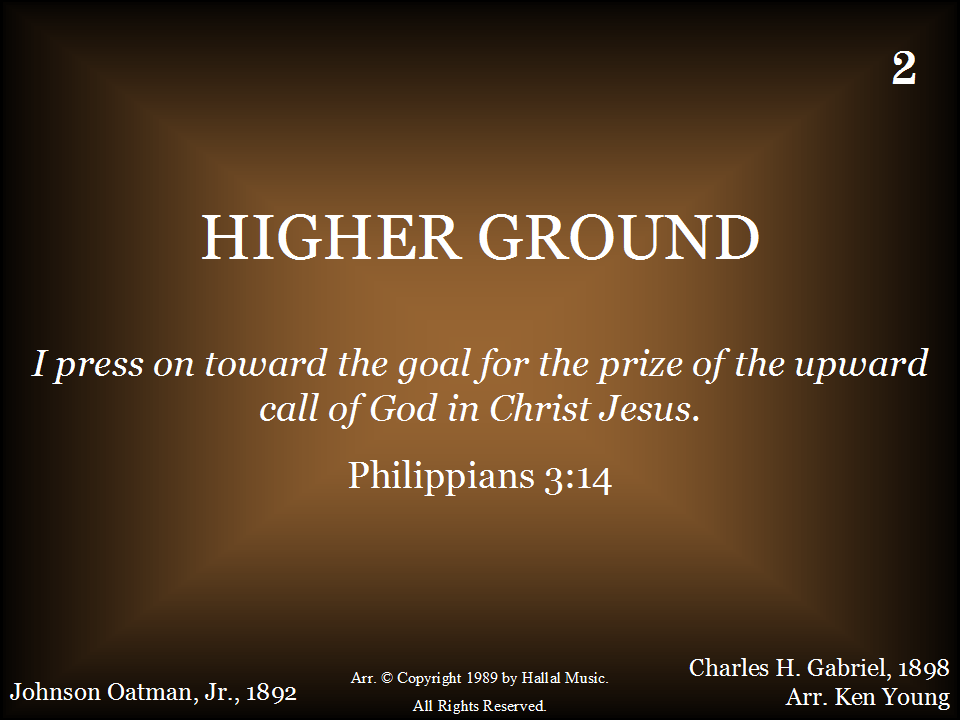 2
HIGHER GROUND
I press on toward the goal for the prize of the upward
call of God in Christ Jesus.
Philippians 3:14
Johnson Oatman, Jr., 1892
Arr. © Copyright 1989 by Hallal Music.
All Rights Reserved.
Charles H. Gabriel, 1898
Arr. Ken Young